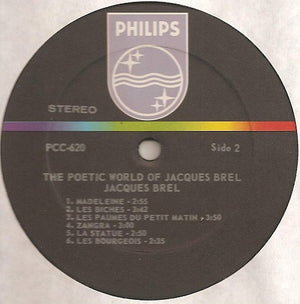 PHILIPS
STEREO
PCC-620 Side 2
THE POETIC WORLD OF JACQUES BREL
JACQUES BREL
1. MADELEINE - 2:55
2. LES BICHES - 3:42
3. LES PAUMES DU PETIT MATIN - 3:50
4. ZANGRA - 3:00
5. LA STATUE - 2:50
6. LES BOURGEOIS - 2:35